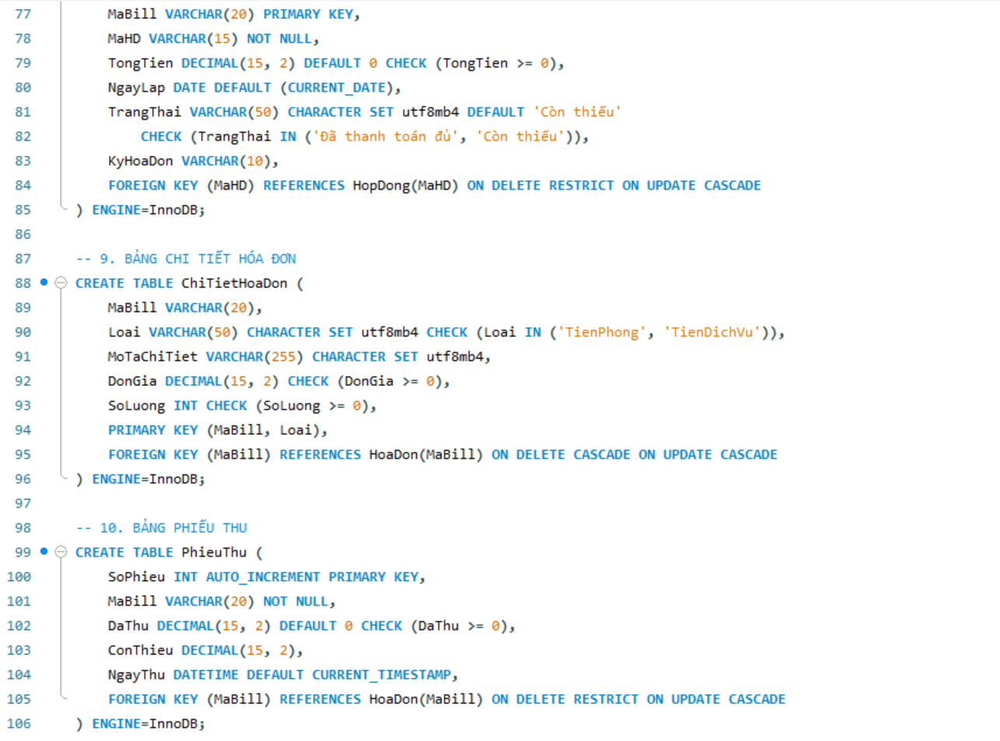 77 MaBill VARCHAR(20) PRIMARY KEY,
78 MaHD VARCHAR(15) NOT NULL,
79 TongTien DECIMAL(15, 2) DEFAULT 0 CHECK (TongTien >= 0),
80 NgayLap DATE DEFAULT (CURRENT_DATE),
81 TrangThai VARCHAR(50) CHARACTER SET utf8mb4 DEFAULT 'Còn thiếu'
82 CHECK (TrangThai IN ('Đã thanh toán đủ', 'Còn thiếu')),
83 KyHoaDon VARCHAR(10),
84 FOREIGN KEY (MaHD) REFERENCES HopDong(MaHD) ON DELETE RESTRICT ON UPDATE CASCADE
85 ) ENGINE=InnoDB;
86
87 -- 9. BẢNG CHI TIẾT HÓA ĐƠN
88 CREATE TABLE ChiTietHoaDon (
89 MaBill VARCHAR(20),
90 Loai VARCHAR(50) CHARACTER SET utf8mb4 CHECK (Loai IN ('TienPhong', 'TienDichVu')),
91 MoTaChiTiet VARCHAR(255) CHARACTER SET utf8mb4,
92 DonGia DECIMAL(15, 2) CHECK (DonGia >= 0),
93 SoLuong INT CHECK (SoLuong >= 0),
94 PRIMARY KEY (MaBill, Loai),
95 FOREIGN KEY (MaBill) REFERENCES HoaDon(MaBill) ON DELETE CASCADE ON UPDATE CASCADE
96 ) ENGINE=InnoDB;
97
98 -- 10. BẢNG PHIẾU THU
99 CREATE TABLE PhieuThu (
100 SoPhieu INT AUTO_INCREMENT PRIMARY KEY,
101 MaBill VARCHAR(20) NOT NULL,
102 DaThu DECIMAL(15, 2) DEFAULT 0 CHECK (DaThu >= 0),
103 ConThieu DECIMAL(15, 2),
104 NgayThu DATETIME DEFAULT CURRENT_TIMESTAMP,
105 FOREIGN KEY (MaBill) REFERENCES HoaDon(MaBill) ON DELETE RESTRICT ON UPDATE CASCADE
106 ) ENGINE=InnoDB;